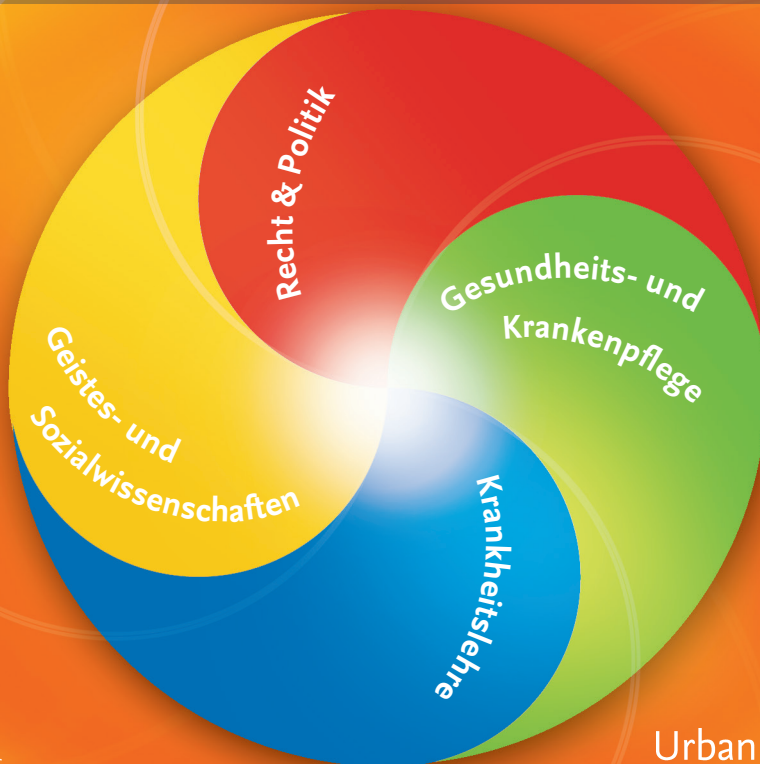 Recht & Politik
Gesundheits- und
Krankenpflege
Geistes- und
Sozialwissenschaften
Krankheitslehre
Urban